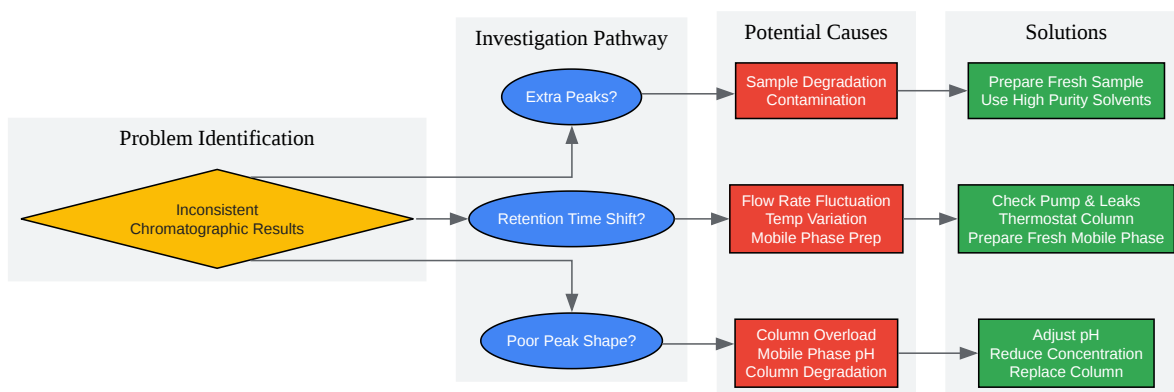 Problem Identification
Inconsistent
Chromatographic Results
Investigation Pathway
Extra Peaks?
Retention Time Shift?
Poor Peak Shape?
Potential Causes
Sample Degradation
Contamination
Flow Rate Fluctuation
Temp Variation
Mobile Phase Prep
Column Overload
Mobile Phase pH
Column Degradation
Solutions
Prepare Fresh Sample
Use High Purity Solvents
Check Pump & Leaks
Thermostat Column
Prepare Fresh Mobile Phase
Adjust pH
Reduce Concentration
Replace Column